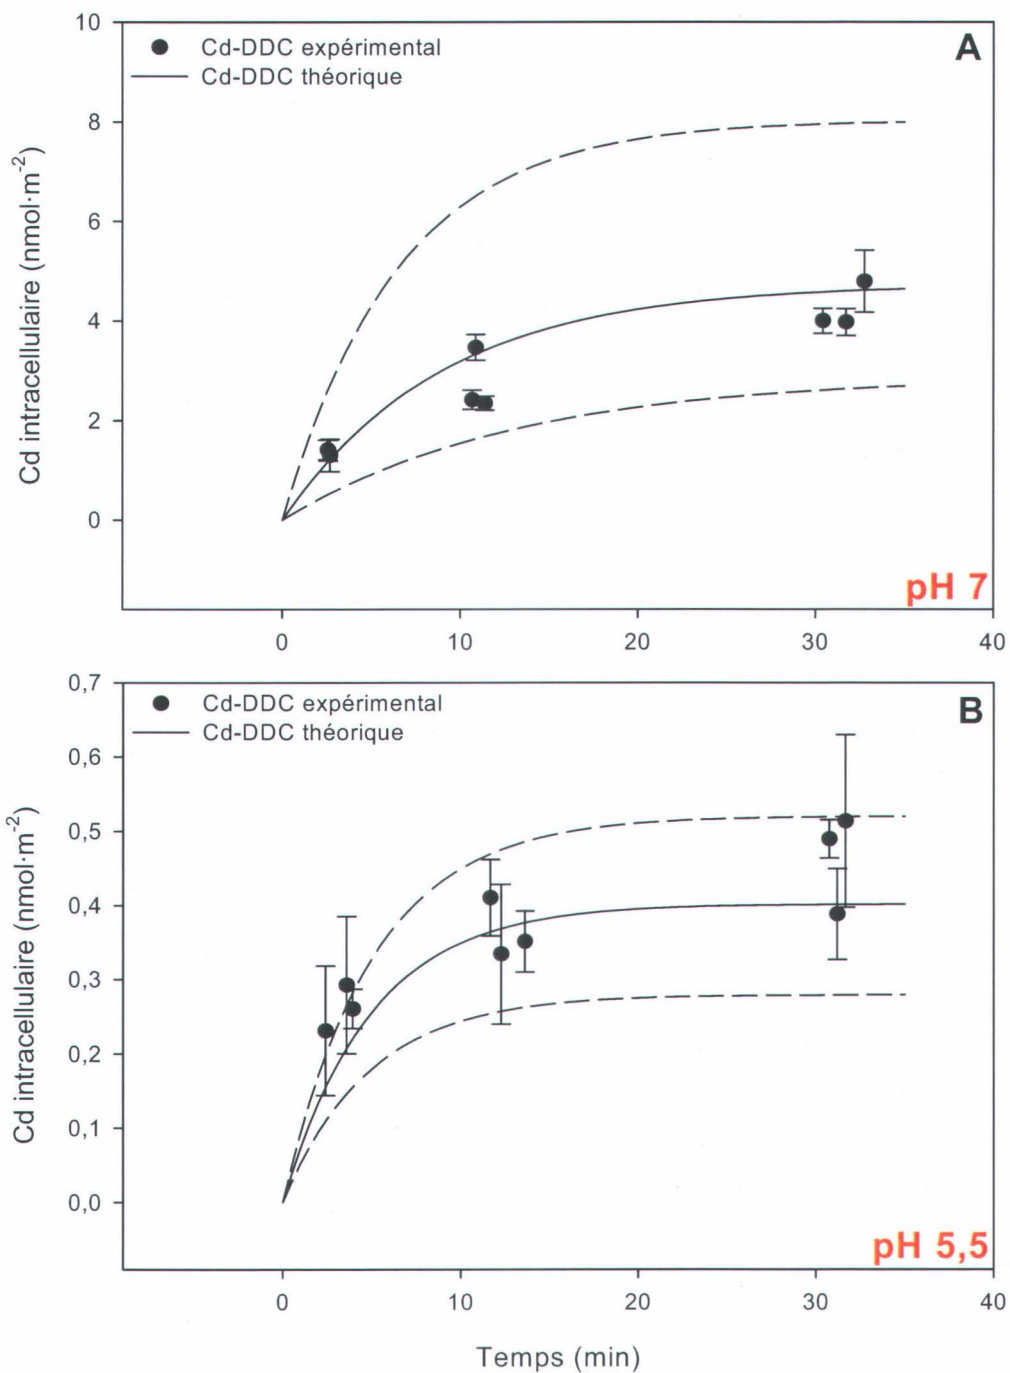 A
Cd-DDC expérimental
Cd-DDC théorique
Cd intracellulaire (nmol·m-2)
10
8
6
4
2
0
pH 7
0 10 20 30 40
B
Cd-DDC expérimental
Cd-DDC théorique
Cd intracellulaire (nmol·m-2)
0,7
0,6
0,5
0,4
0,3
0,2
0,1
0,0
pH 5,5
0 10 20 30 40
Temps (min)